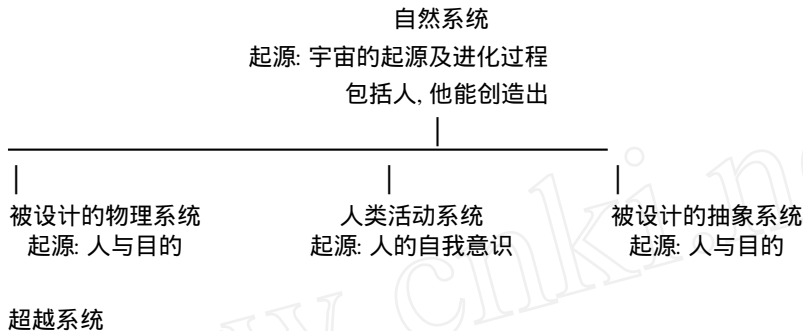 自然系统
起源: 宇宙的起源及进化过程
包括人, 他能创造出
被设计的物理系统 人类活动系统 被设计的抽象系统
起源: 人与目的 起源: 人的自我意识 起源: 人与目的
超越系统
www.cnki.ne